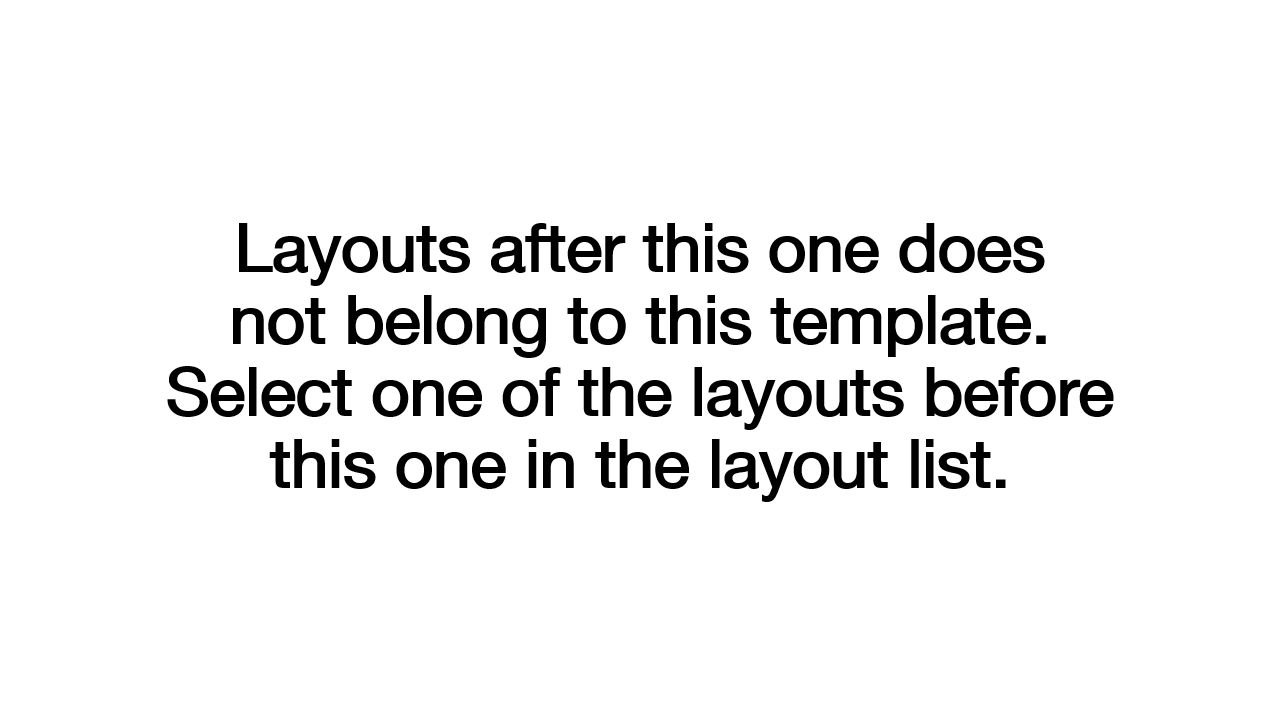 Layouts after this one does
not belong to this template.
Select one of the layouts before
this one in the layout list.